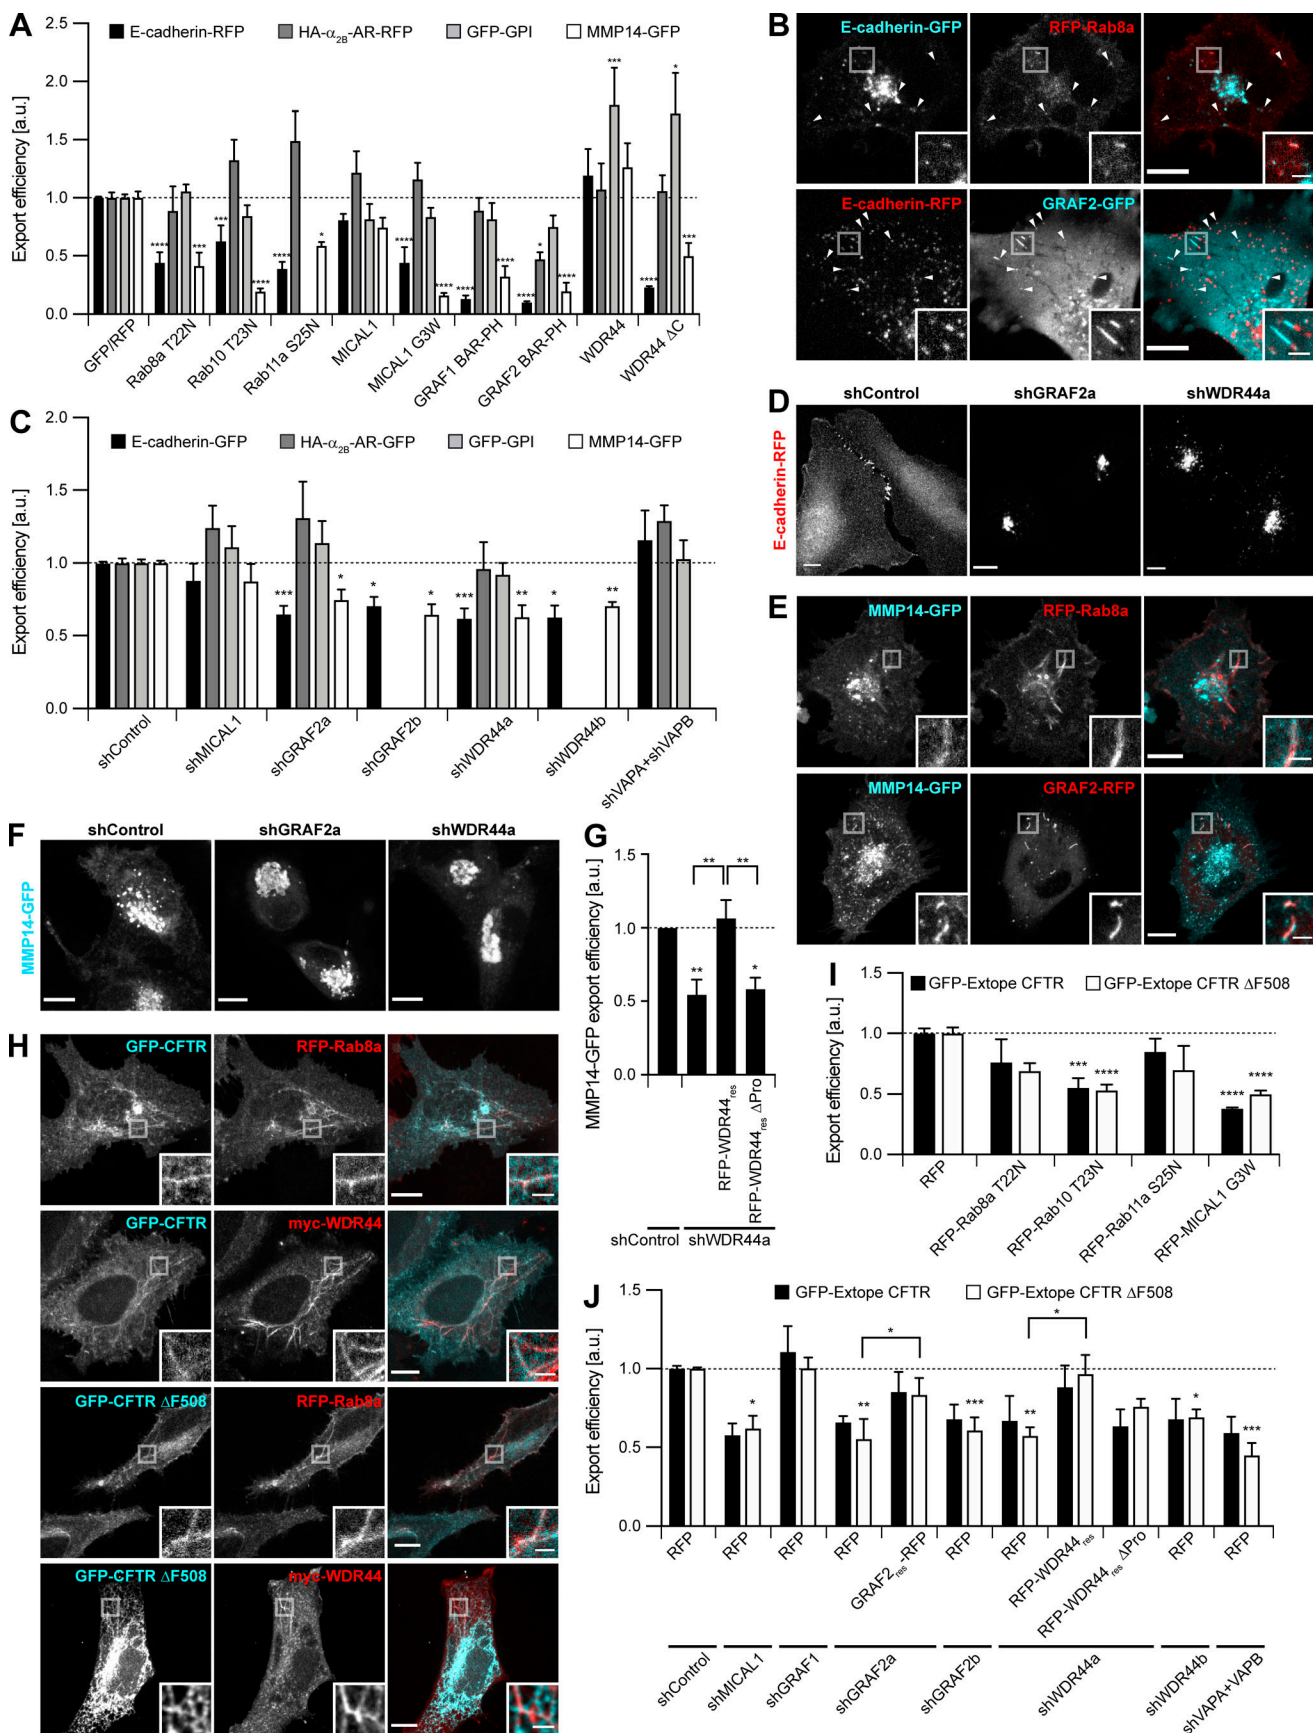 A
E-cadherin-RFP
HA-α2B-AR-RFP
GFP-GPI
MMP14-GFP
Export efficiency [a.u.]
2.5
2.0
1.5
1.0
0.5
0.0
****
***
***
****
****
*
****
****
****
****
****
*
****
***
*
****
***
GFP/RFP
Rab8a T22N
Rab10 T23N
Rab11a S25N
MICAL1
MICAL1 G3W
GRAF1 BAR-PH
GRAF2 BAR-PH
WDR44
WDR44 ΔC
B
E-cadherin-GFP
RFP-Rab8a
E-cadherin-RFP
GRAF2-GFP
C
E-cadherin-GFP
HA-α2B-AR-GFP
GFP-GPI
MMP14-GFP
Export efficiency [a.u.]
2.0
1.5
1.0
0.5
0.0
***
*
*
*
***
**
*
**
shControl
shMICAL1
shGRAF2a
shGRAF2b
shWDR44a
shWDR44b
shVAPA+shVAPB
D
shControl
shGRAF2a
shWDR44a
E-cadherin-RFP
E
MMP14-GFP
RFP-Rab8a
MMP14-GFP
GRAF2-RFP
F
shControl
shGRAF2a
shWDR44a
MMP14-GFP
G
MMP14-GFP export efficiency [a.u.]
1.5
1.0
0.5
0.0
**
**
**
*
RFP-WDR44res
RFP-WDR44res ΔPro
shControl
shWDR44a
H
GFP-CFTR
RFP-Rab8a
GFP-CFTR
myc-WDR44
GFP-CFTR ΔF508
RFP-Rab8a
GFP-CFTR ΔF508
myc-WDR44
I
GFP-Extope CFTR
GFP-Extope CFTR ΔF508
Export efficiency [a.u.]
1.5
1.0
0.5
0.0
***
****
****
****
RFP
RFP-Rab8a T22N
RFP-Rab10 T23N
RFP-Rab11a S25N
RFP-MICAL1 G3W
J
GFP-Extope CFTR
GFP-Extope CFTR ΔF508
Export efficiency [a.u.]
1.5
1.0
0.5
0.0
*
**
*
***
**
*
*
***
RFP
RFP
RFP
RFP
GRAF2res-RFP
RFP
RFP
RFP-WDR44res
RFP-WDR44res ΔPro
RFP
RFP
shControl
shMICAL1
shGRAF1
shGRAF2a
shGRAF2b
shWDR44a
shWDR44b
shVAPA+VAPB